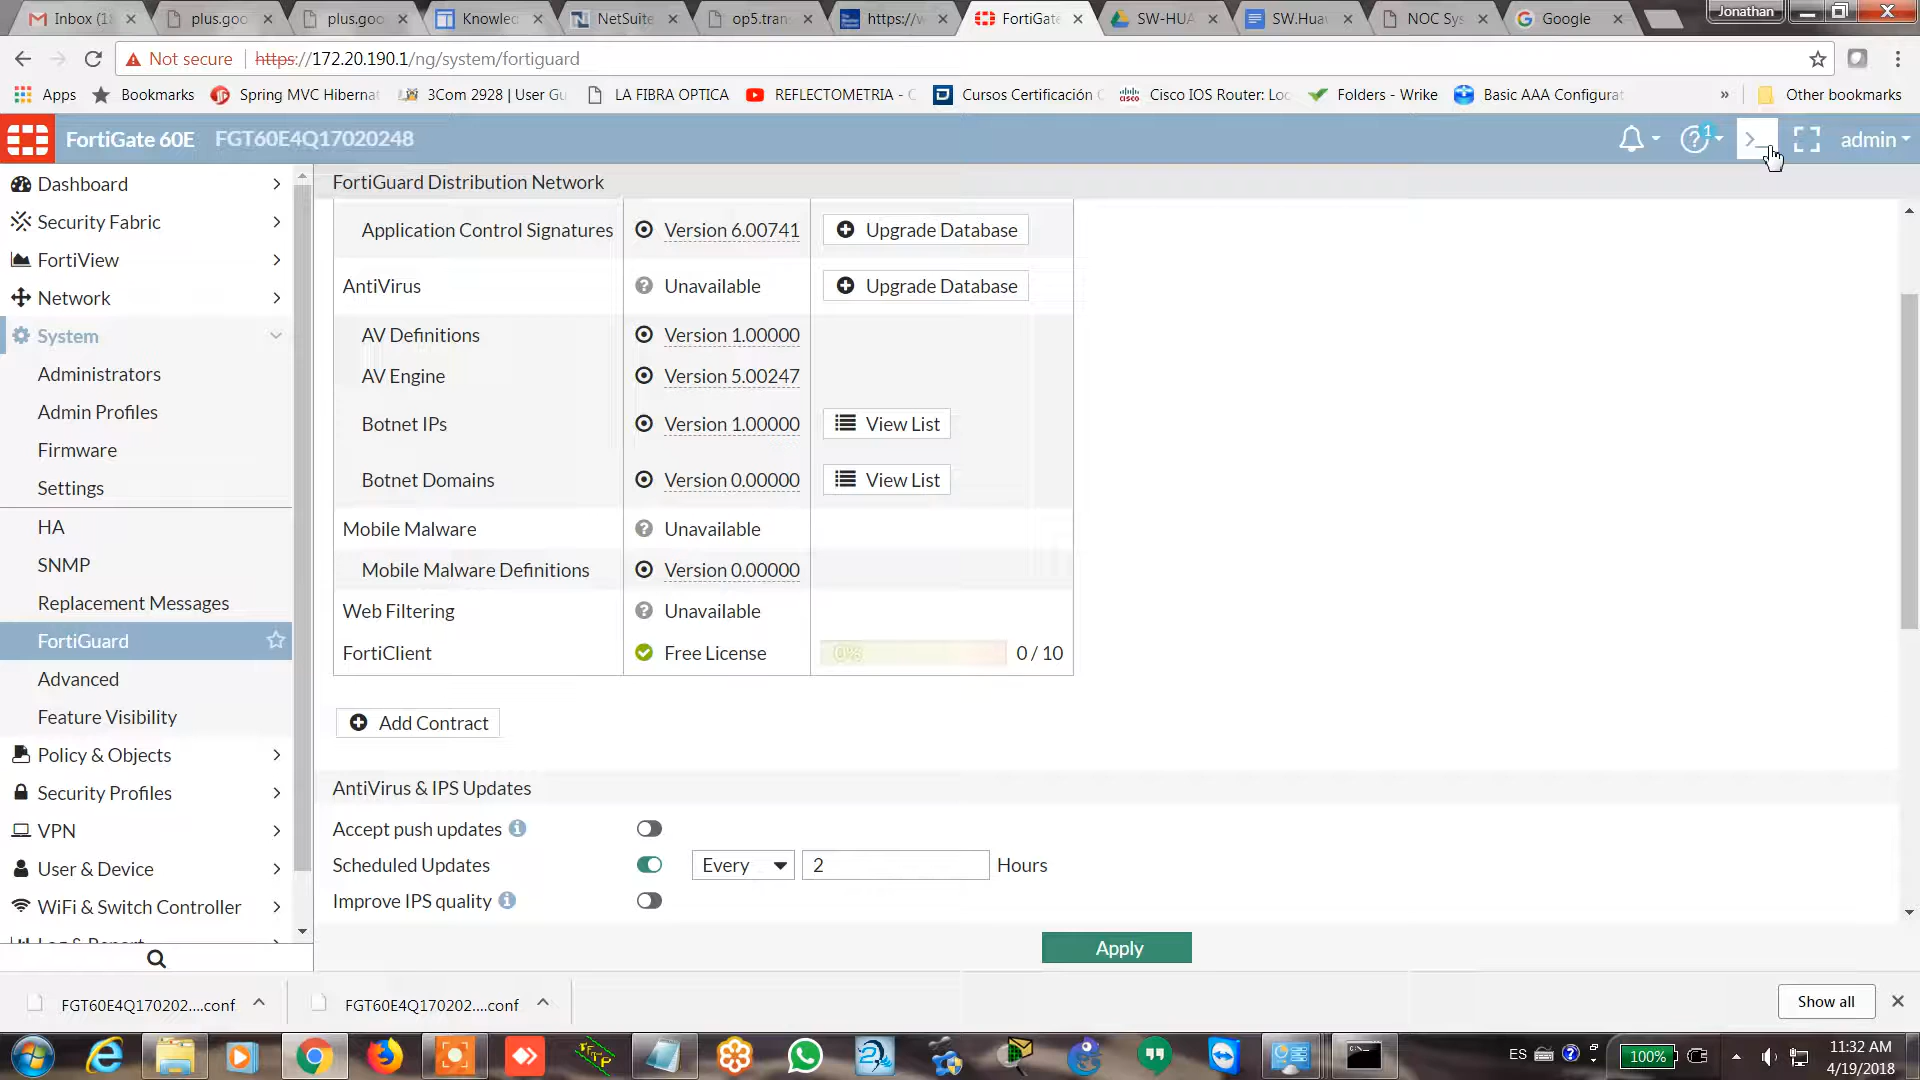 Inbox (1
plus.goo
plus.goo
Knowled
NetSuite
op5.tran
https://w
FortiGate
SW-HUA
SW.Huaw
NOC Sys
Google
Jonathan
Not secure https://172.20.190.1/ng/system/fortiguard
Apps Bookmarks Spring MVC Hibernat 3Com 2928 | User Gu LA FIBRA OPTICA REFLECTOMETRIA - C Cursos Certificación C Cisco IOS Router: Loc Folders - Wrike Basic AAA Configurat » Other bookmarks
FortiGate 60E FGT60E4Q17020248 1 >_ admin
Dashboard
Security Fabric
FortiView
Network
System
Administrators
Admin Profiles
Firmware
Settings
HA
SNMP
Replacement Messages
FortiGuard
Advanced
Feature Visibility
Policy & Objects
Security Profiles
VPN
User & Device
WiFi & Switch Controller
Log & Report
FortiGuard Distribution Network
Application Control Signatures Version 6.00741 Upgrade Database
AntiVirus Unavailable Upgrade Database
AV Definitions Version 1.00000
AV Engine Version 5.00247
Botnet IPs Version 1.00000 View List
Botnet Domains Version 0.00000 View List
Mobile Malware Unavailable
Mobile Malware Definitions Version 0.00000
Web Filtering Unavailable
FortiClient Free License 0% 0 / 10
Add Contract
AntiVirus & IPS Updates
Accept push updates
Scheduled Updates Every 2 Hours
Improve IPS quality
Apply
FGT60E4Q170202....conf
FGT60E4Q170202....conf
Show all
TFTP
ES
100%
11:32 AM
4/19/2018